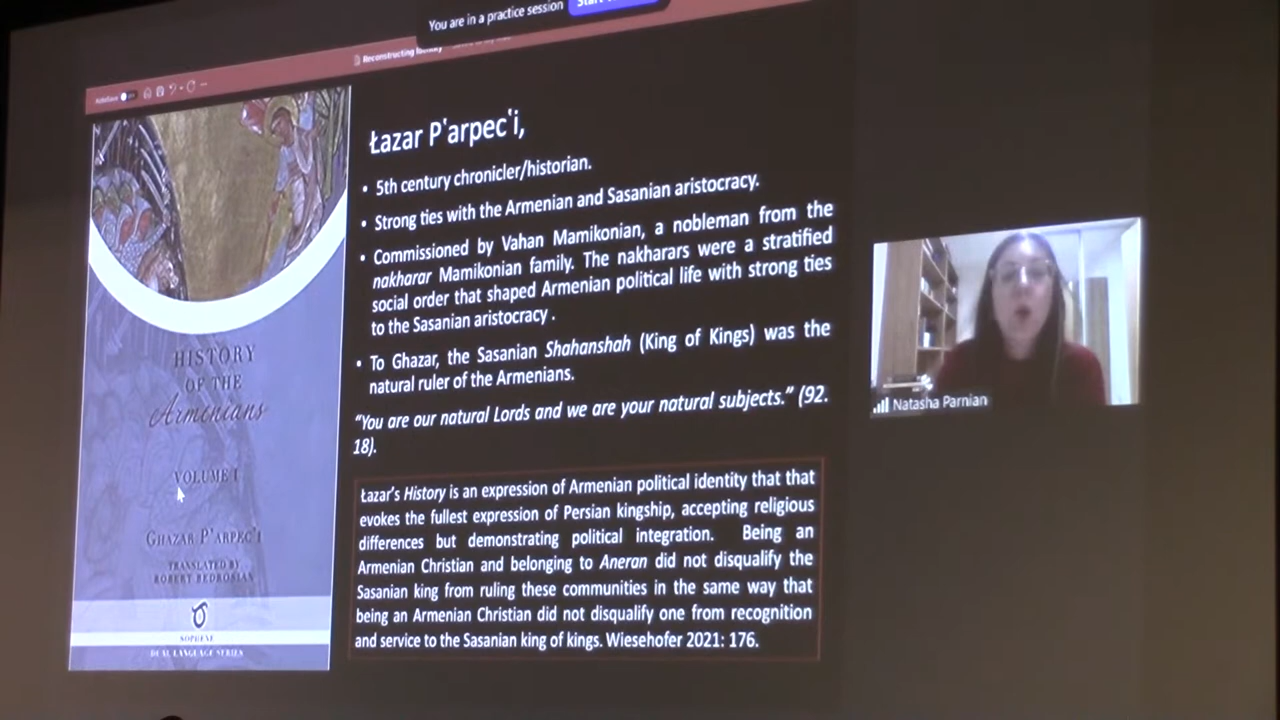 You are in a practice session
Start
AutoSave
Reconstructing
Łazar Pʽarpecʽi,
• 5th century chronicler/historian.
• Strong ties with the Armenian and Sasanian aristocracy.
• Commissioned by Vahan Mamikonian, a nobleman from the
nakharar Mamikonian family. The nakharars were a stratified
social order that shaped Armenian political life with strong ties
to the Sasanian aristocracy .
• To Ghazar, the Sasanian Shahanshah (King of Kings) was the
natural ruler of the Armenians.
“You are our natural Lords and we are your natural subjects.” (92.
18).
Łazar’s History is an expression of Armenian political identity that that
evokes the fullest expression of Persian kingship, accepting religious
differences but demonstrating political integration. Being an
Armenian Christian and belonging to Aneran did not disqualify the
Sasanian king from ruling these communities in the same way that
being an Armenian Christian did not disqualify one from recognition
and service to the Sasanian king of kings. Wiesehofer 2021: 176.
HISTORY
OF THE
Armenians
VOLUME I
GHAZAR P‘ARPEC‘I
TRANSLATED BY
ROBERT BEDROSIAN
SOPHENE
DUAL LANGUAGE SERIES
Natasha Parnian